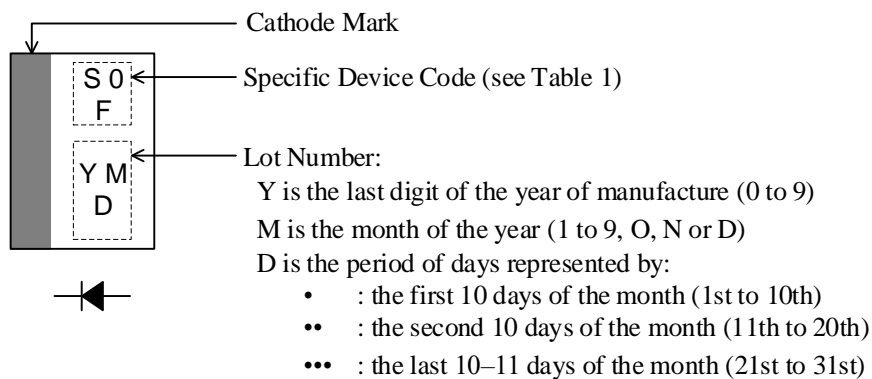 Cathode Mark
S 0
F
Specific Device Code (see Table 1)
Y M
D
Lot Number:
Y is the last digit of the year of manufacture (0 to 9)
M is the month of the year (1 to 9, O, N or D)
D is the period of days represented by:
• : the first 10 days of the month (1st to 10th)
•• : the second 10 days of the month (11th to 20th)
••• : the last 10–11 days of the month (21st to 31st)